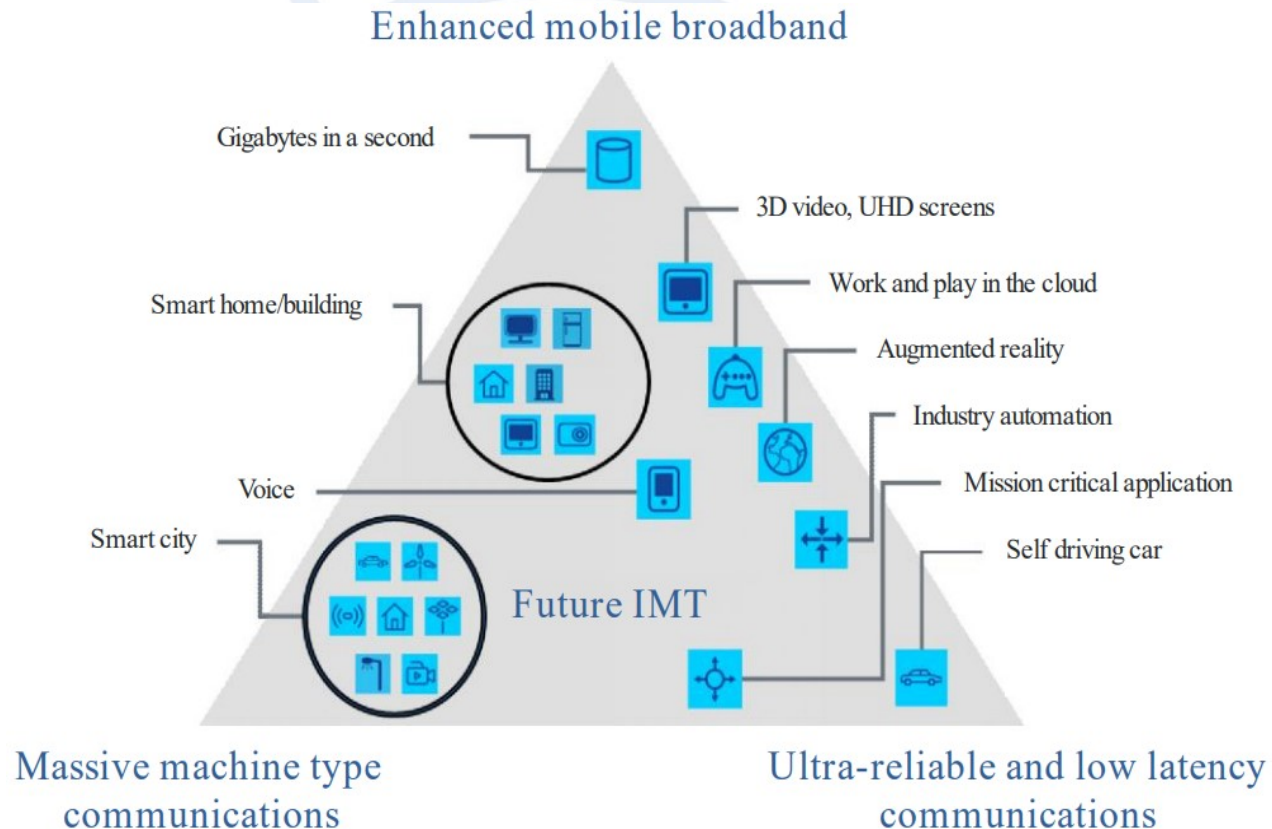 Enhanced mobile broadband
Gigabytes in a second
3D video, UHD screens
Work and play in the cloud
Smart home/building
Augmented reality
Industry automation
Mission critical application
Voice
Smart city
Self driving car
Future IMT
Massive machine type
communications
Ultra-reliable and low latency
communications